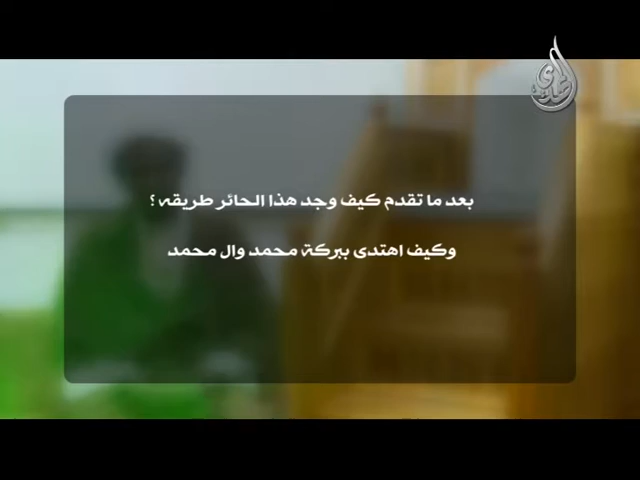 بعد ما تقدم كيف وجد هذا الحائر طريقه ؟
وكيف اهتدى ببركة محمد وال محمد